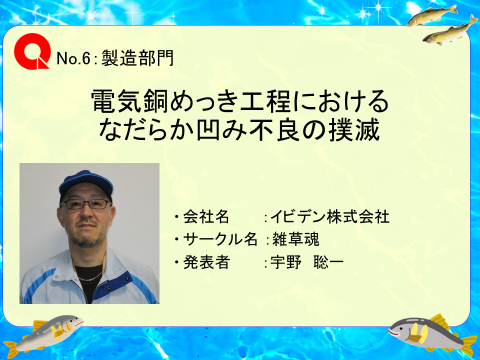 No.6：製造部門
電気銅めっき工程における
なだらか凹み不良の撲滅
・会社名　　：イビデン株式会社
・サークル名 ：雑草魂
・発表者　　：宇野　聡一